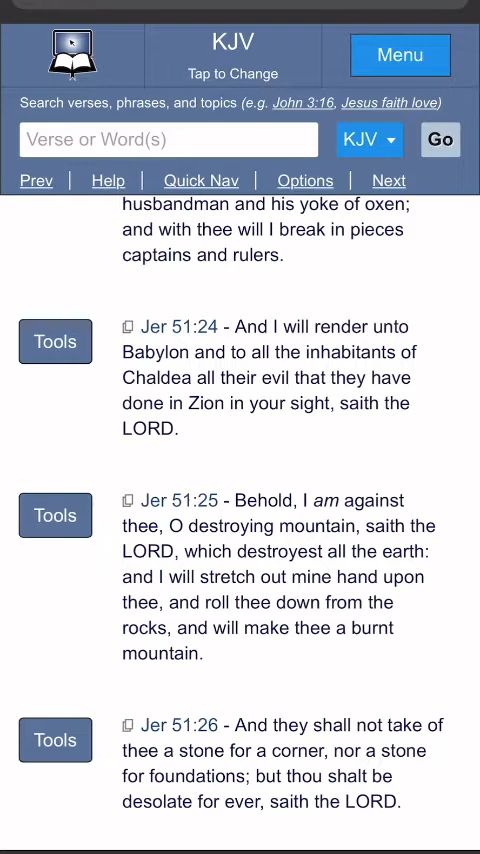 KJV
Tap to Change
Menu
Search verses, phrases, and topics (e.g. John 3:16, Jesus faith love)
Verse or Word(s)
KJV
Go
Prev | Help | Quick Nav | Options | Next
husbandman and his yoke of oxen;
and with thee will I break in pieces
captains and rulers.
Tools
Jer 51:24 - And I will render unto
Babylon and to all the inhabitants of
Chaldea all their evil that they have
done in Zion in your sight, saith the
LORD.
Tools
Jer 51:25 - Behold, I am against
thee, O destroying mountain, saith the
LORD, which destroyest all the earth:
and I will stretch out mine hand upon
thee, and roll thee down from the
rocks, and will make thee a burnt
mountain.
Tools
Jer 51:26 - And they shall not take of
thee a stone for a corner, nor a stone
for foundations; but thou shalt be
desolate for ever, saith the LORD.